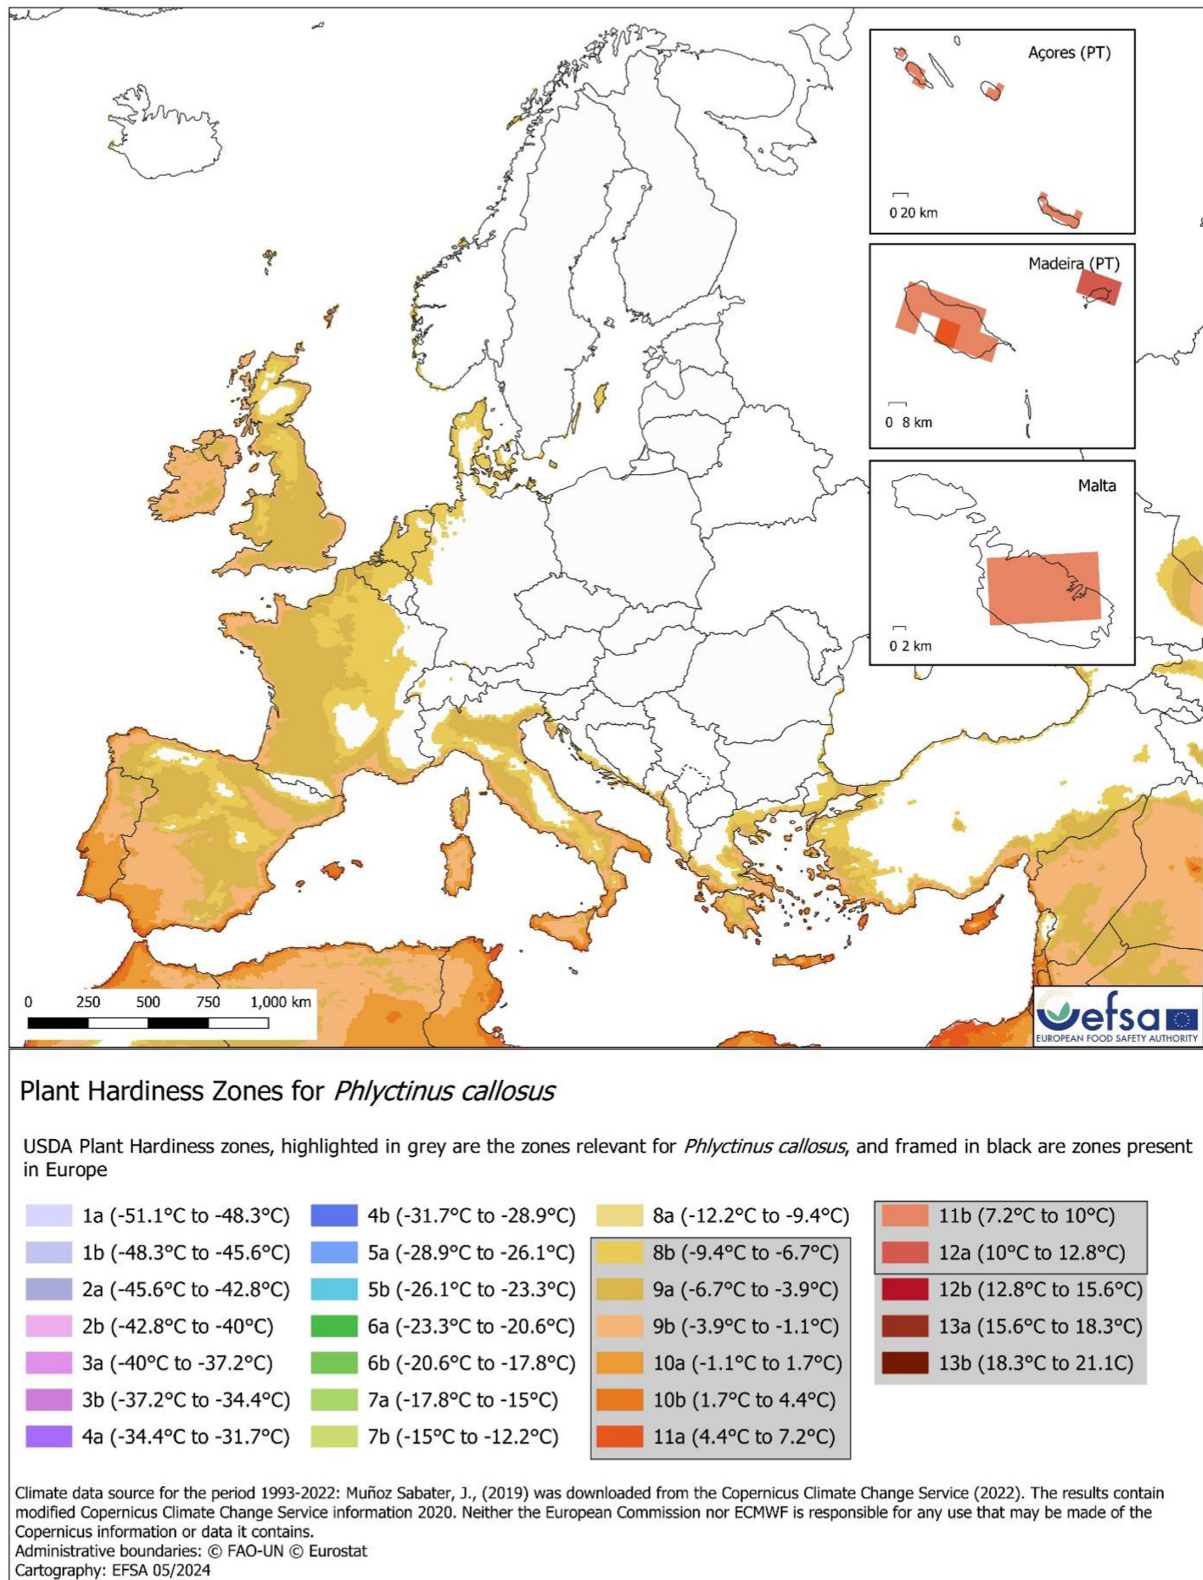 Açores (PT)
0 20 km
Madeira (PT)
0 8 km
Malta
0 2 km
0 250 500 750 1,000 km
efsa
EUROPEAN FOOD SAFETY AUTHORITY
Plant Hardiness Zones for Phlyctinus callosus
USDA Plant Hardiness zones, highlighted in grey are the zones relevant for Phlyctinus callosus, and framed in black are zones present
in Europe
1a (-51.1°C to -48.3°C)
1b (-48.3°C to -45.6°C)
2a (-45.6°C to -42.8°C)
2b (-42.8°C to -40°C)
3a (-40°C to -37.2°C)
3b (-37.2°C to -34.4°C)
4a (-34.4°C to -31.7°C)
4b (-31.7°C to -28.9°C)
5a (-28.9°C to -26.1°C)
5b (-26.1°C to -23.3°C)
6a (-23.3°C to -20.6°C)
6b (-20.6°C to -17.8°C)
7a (-17.8°C to -15°C)
7b (-15°C to -12.2°C)
8a (-12.2°C to -9.4°C)
8b (-9.4°C to -6.7°C)
9a (-6.7°C to -3.9°C)
9b (-3.9°C to -1.1°C)
10a (-1.1°C to 1.7°C)
10b (1.7°C to 4.4°C)
11a (4.4°C to 7.2°C)
11b (7.2°C to 10°C)
12a (10°C to 12.8°C)
12b (12.8°C to 15.6°C)
13a (15.6°C to 18.3°C)
13b (18.3°C to 21.1C)
Climate data source for the period 1993-2022: Muñoz Sabater, J., (2019) was downloaded from the Copernicus Climate Change Service (2022). The results contain
modified Copernicus Climate Change Service information 2020. Neither the European Commission nor ECMWF is responsible for any use that may be made of the
Copernicus information or data it contains.
Administrative boundaries: © FAO-UN © Eurostat
Cartography: EFSA 05/2024